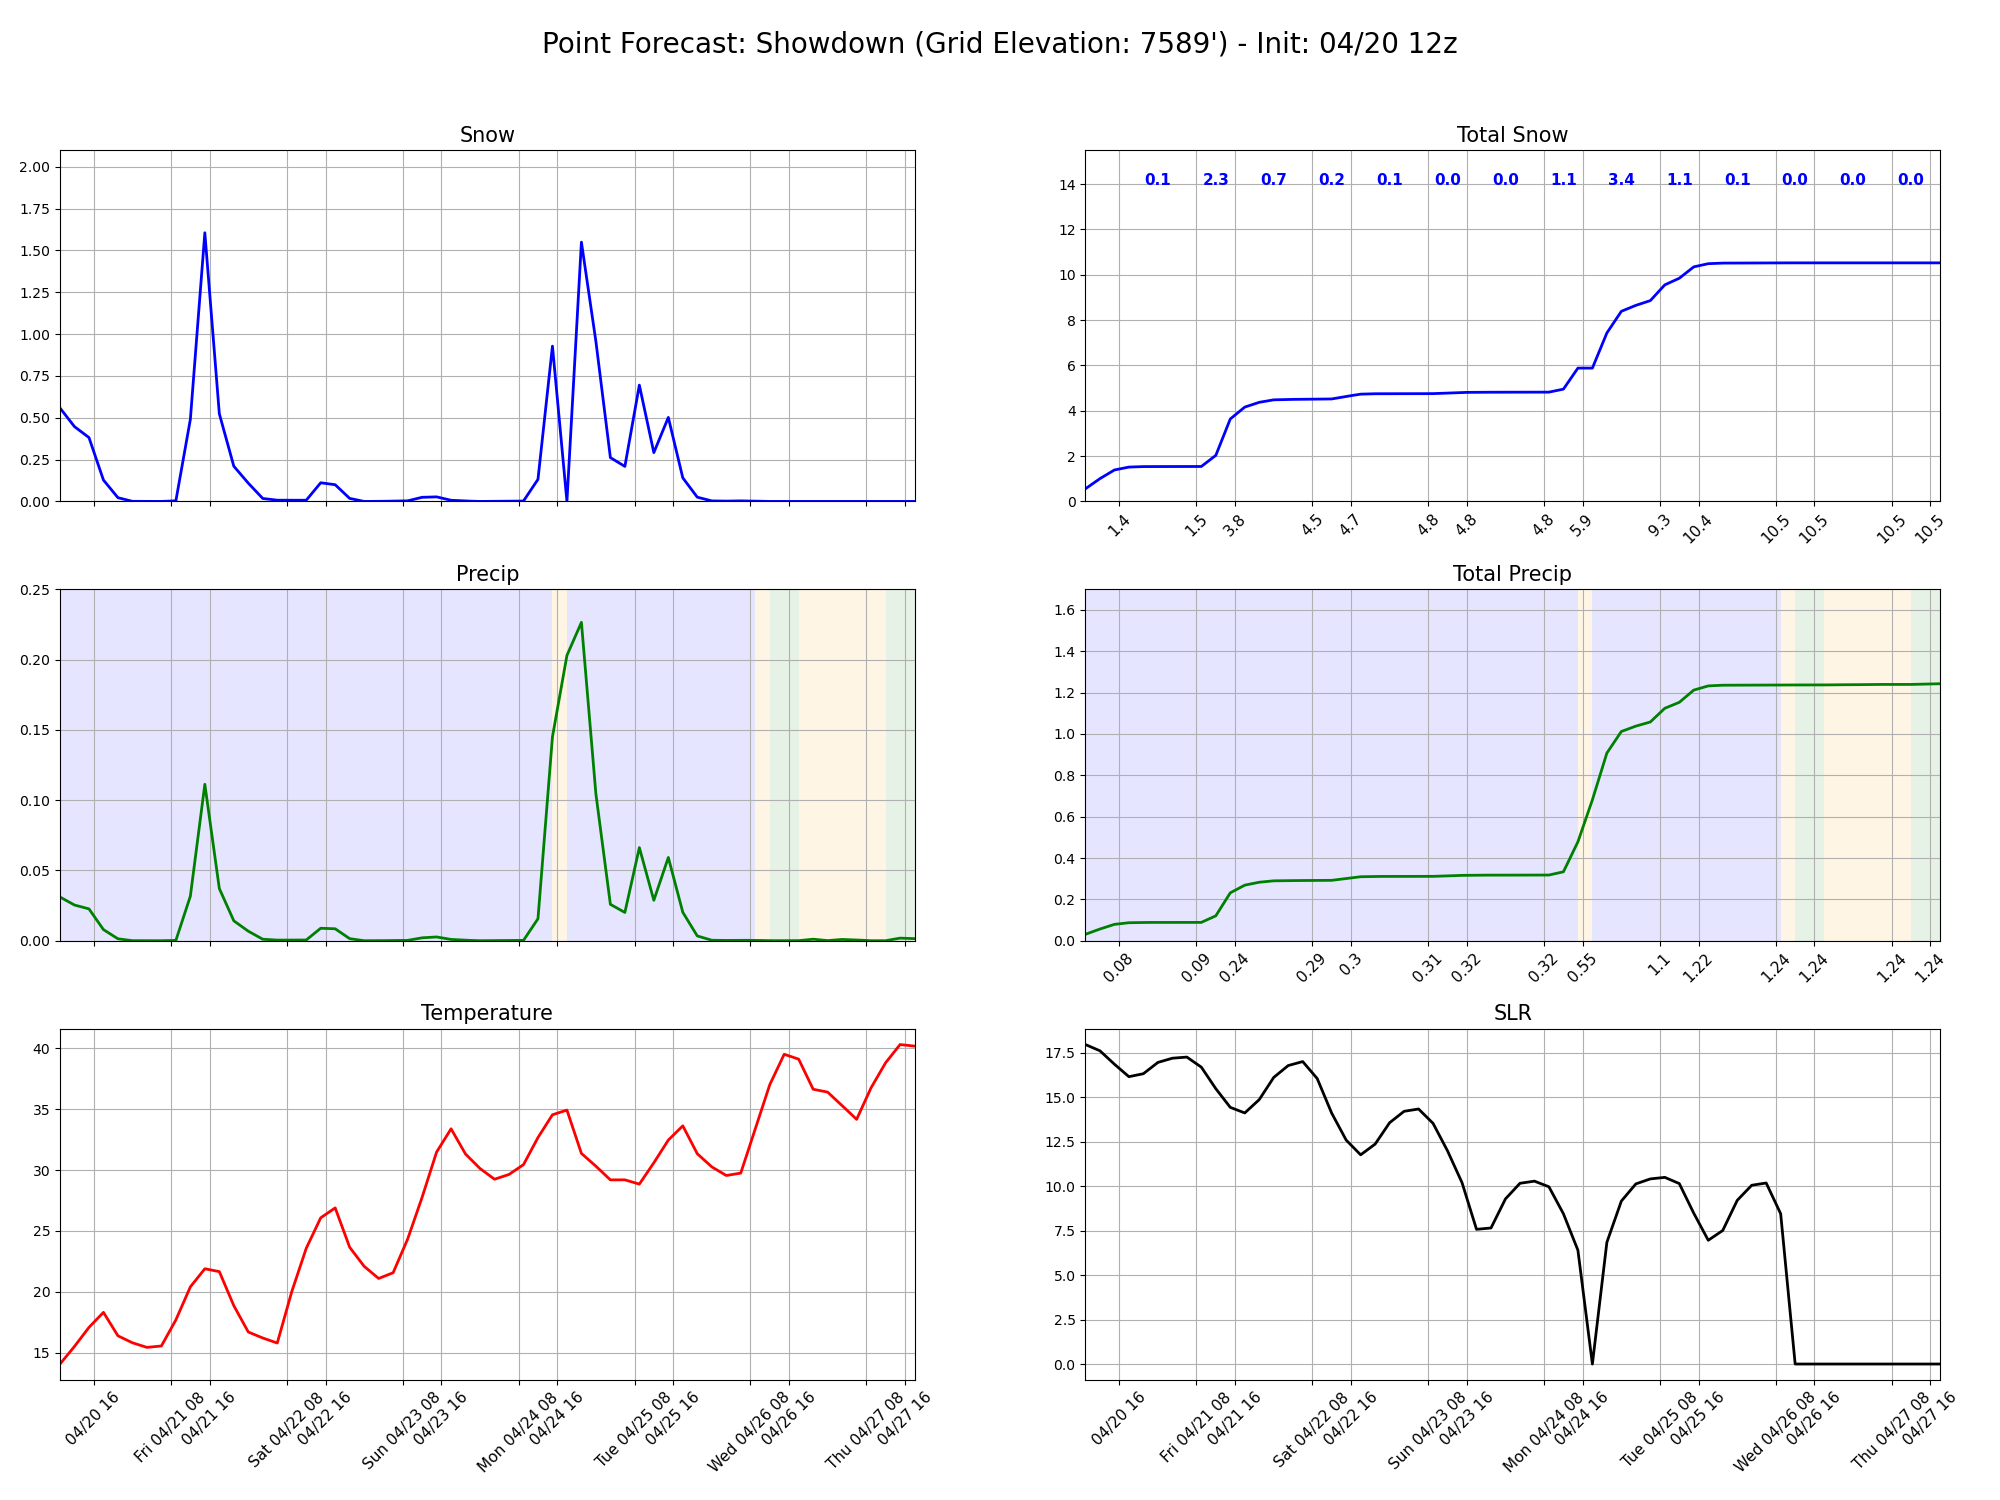 Point Forecast: Showdown (Grid Elevation: 7589') - Init: 04/20 12z
Snow
2.00
1.75
1.50
1.25
1.00
0.75
0.50
0.25
0.00
Total Snow
0.1 2.3 0.7 0.2 0.1 0.0 0.0 1.1 3.4 1.1 0.1 0.0 0.0 0.0
14
12
10
8
6
4
2
0
1.4 1.5 3.8 4.5 4.7 4.8 4.8 4.8 5.9 9.3 10.4 10.5 10.5 10.5 10.5
Precip
0.25
0.20
0.15
0.10
0.05
0.00
Total Precip
1.6
1.4
1.2
1.0
0.8
0.6
0.4
0.2
0.0
0.08 0.09 0.24 0.29 0.3 0.31 0.32 0.32 0.55 1.1 1.22 1.24 1.24 1.24 1.24
Temperature
40
35
30
25
20
15
04/20 16
Fri 04/21 08
04/21 16
Sat 04/22 08
04/22 16
Sun 04/23 08
04/23 16
Mon 04/24 08
04/24 16
Tue 04/25 08
04/25 16
Wed 04/26 08
04/26 16
Thu 04/27 08
04/27 16
SLR
17.5
15.0
12.5
10.0
7.5
5.0
2.5
0.0
04/20 16
Fri 04/21 08
04/21 16
Sat 04/22 08
04/22 16
Sun 04/23 08
04/23 16
Mon 04/24 08
04/24 16
Tue 04/25 08
04/25 16
Wed 04/26 08
04/26 16
Thu 04/27 08
04/27 16